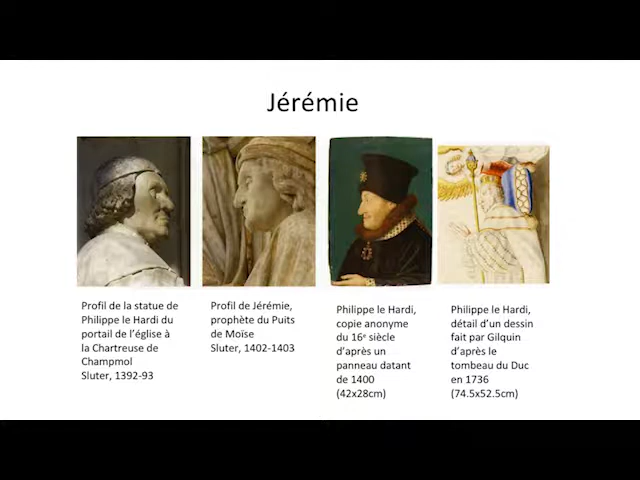 Jérémie
Profil de la statue de
Philippe le Hardi du
portail de l'église à
la Chartreuse de
Champmol
Sluter, 1392-93
Profil de Jérémie,
prophète du Puits
de Moïse
Sluter, 1402-1403
Philippe le Hardi,
copie anonyme
du 16e siècle
d'après un
panneau datant
de 1400
(42x28cm)
Philippe le Hardi,
détail d'un dessin
fait par Gilquin
d'après le
tombeau du Duc
en 1736
(74.5x52.5cm)